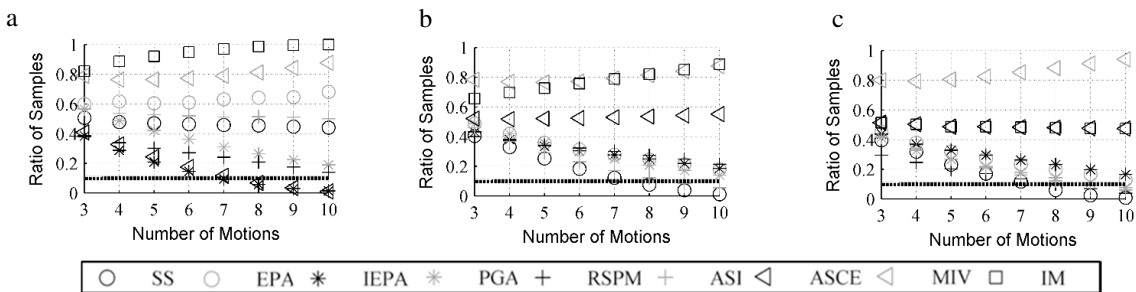 a
b
c
1
0.8
0.6
0.4
0.2
0
3 4 5 6 7 8 9 10
Ratio of Samples
Number of Motions
1
0.8
0.6
0.4
0.2
0
3 4 5 6 7 8 9 10
Ratio of Samples
Number of Motions
1
0.8
0.6
0.4
0.2
0
3 4 5 6 7 8 9 10
Ratio of Samples
Number of Motions
SS EPA IEPA PGA RSPM ASI ASCE MIV IM